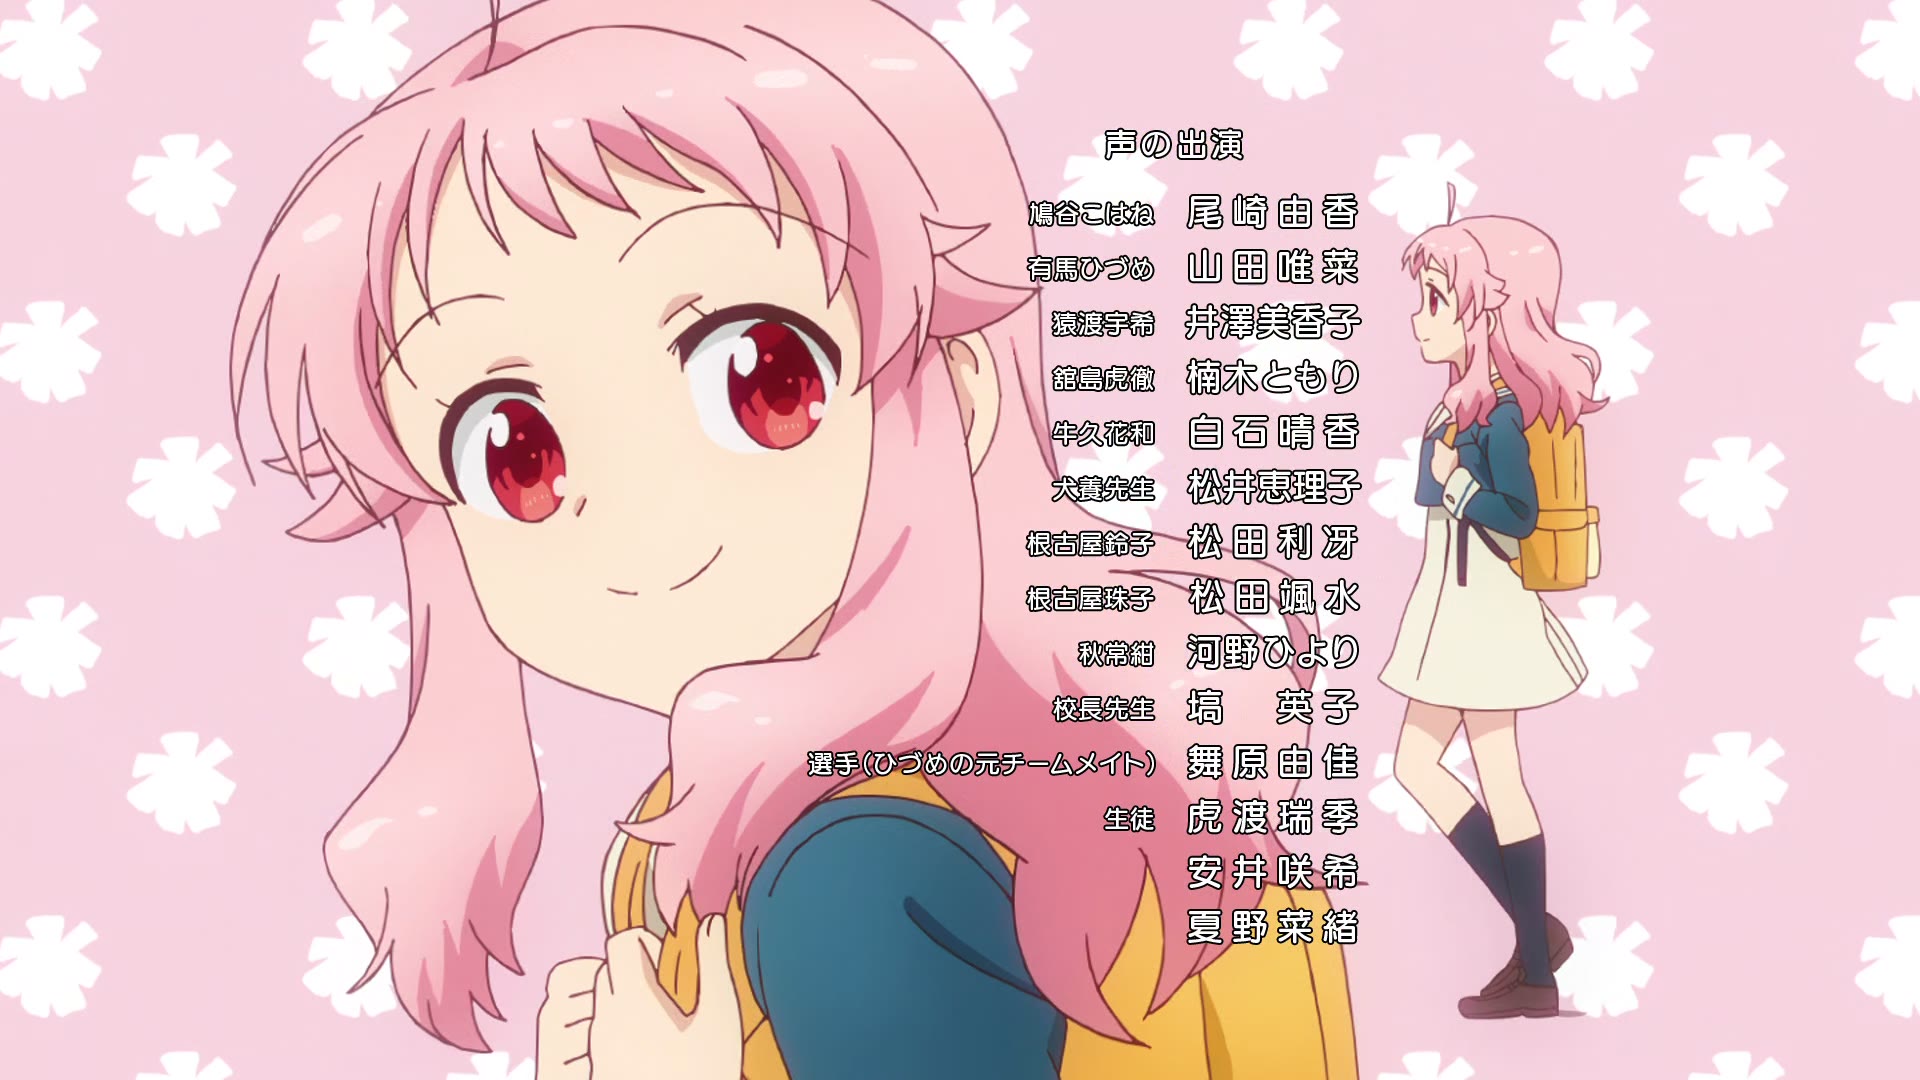 声の出演
鳩谷こはね 尾崎由香
有馬ひづめ 山田唯菜
猿渡宇希 井澤美香子
舘島虎徹 楠木ともり
牛久花和 白石晴香
犬養先生 松井恵理子
根古屋鈴子 松田利冴
根古屋珠子 松田颯水
秋常紺 河野ひより
校長先生 塙 英子
選手(ひづめの元チームメイト) 舞原由佳
生徒 虎渡瑞季
安井咲希
夏野菜緒